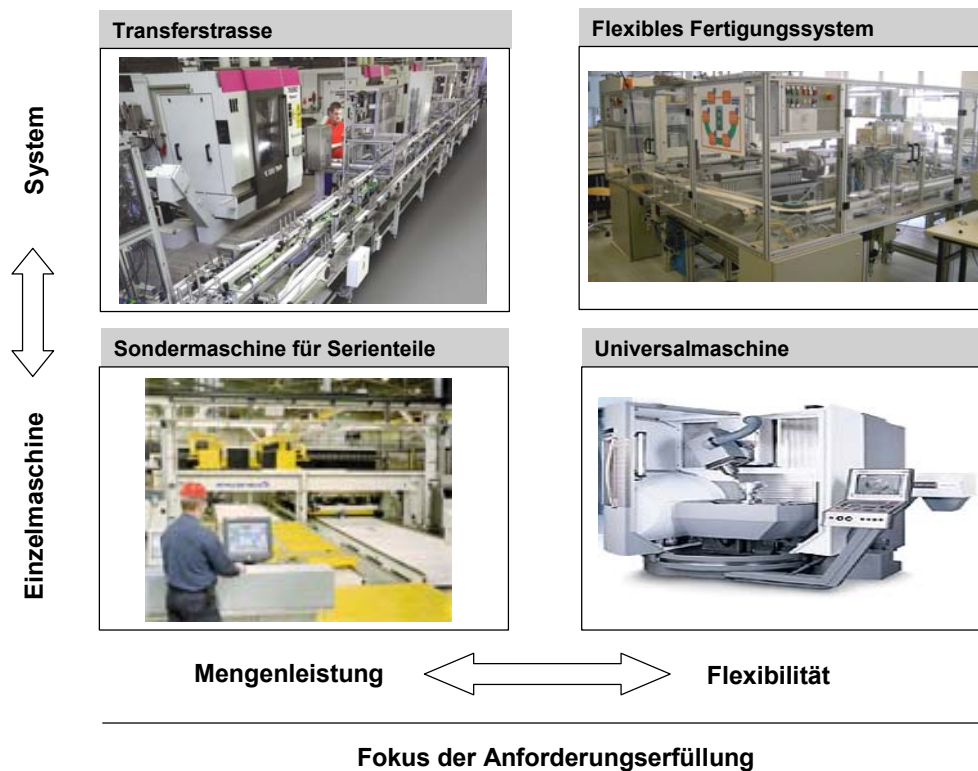 Transferstrasse
Flexibles Fertigungssystem
System
Sondermaschine für Serienteile
Universalmaschine
Einzelmaschine
Mengenleistung
Flexibilität
Fokus der Anforderungserfüllung